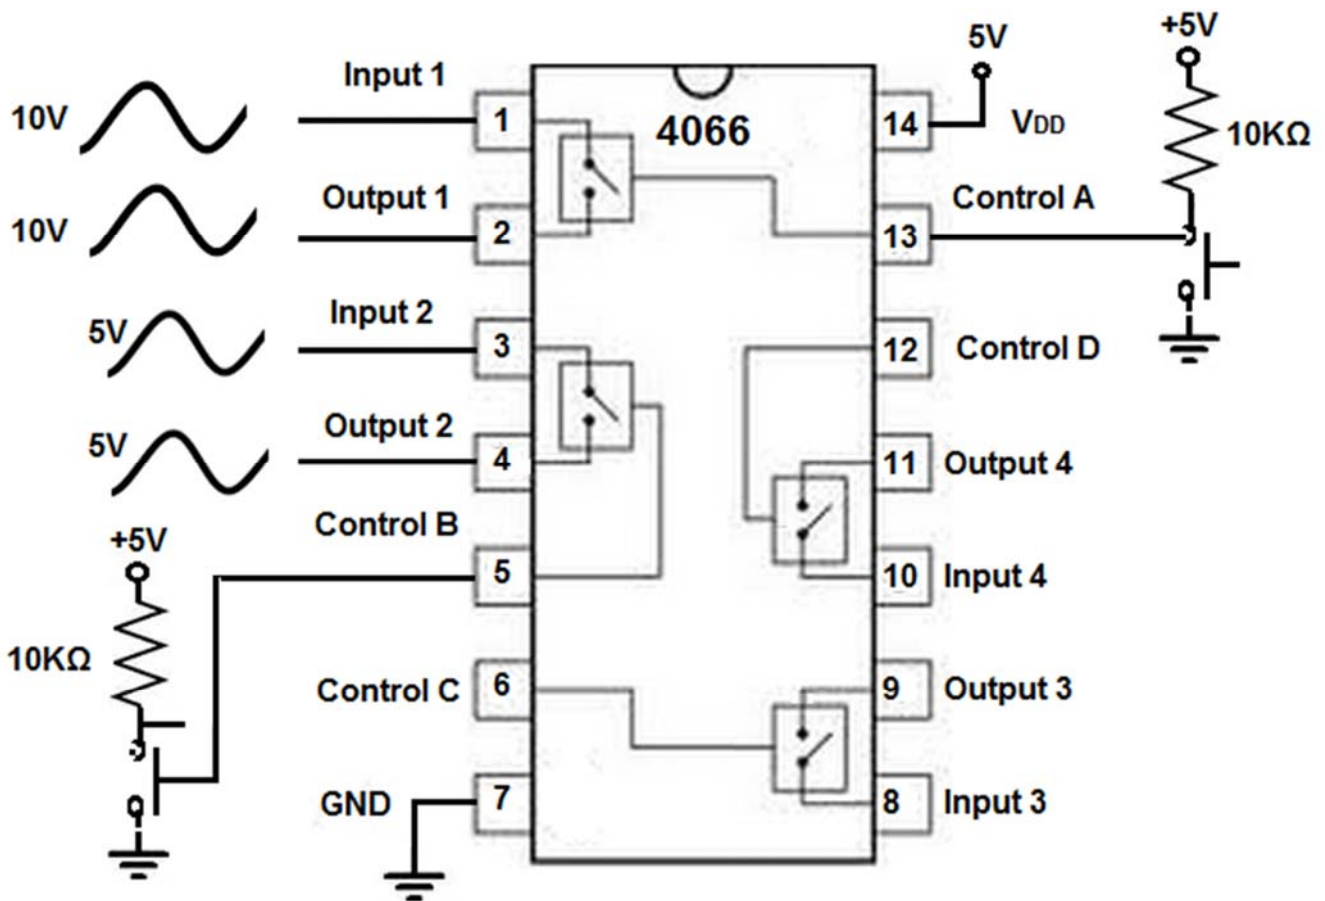 +5V
5V
10KΩ
VDD
4066
Input 1
10V
1
14
Output 1
10V
2
13
Control A
Input 2
5V
3
12
Control D
Output 2
5V
4
11
Output 4
Control B
5
10
Input 4
+5V
10KΩ
Control C
6
9
Output 3
GND
7
8
Input 3